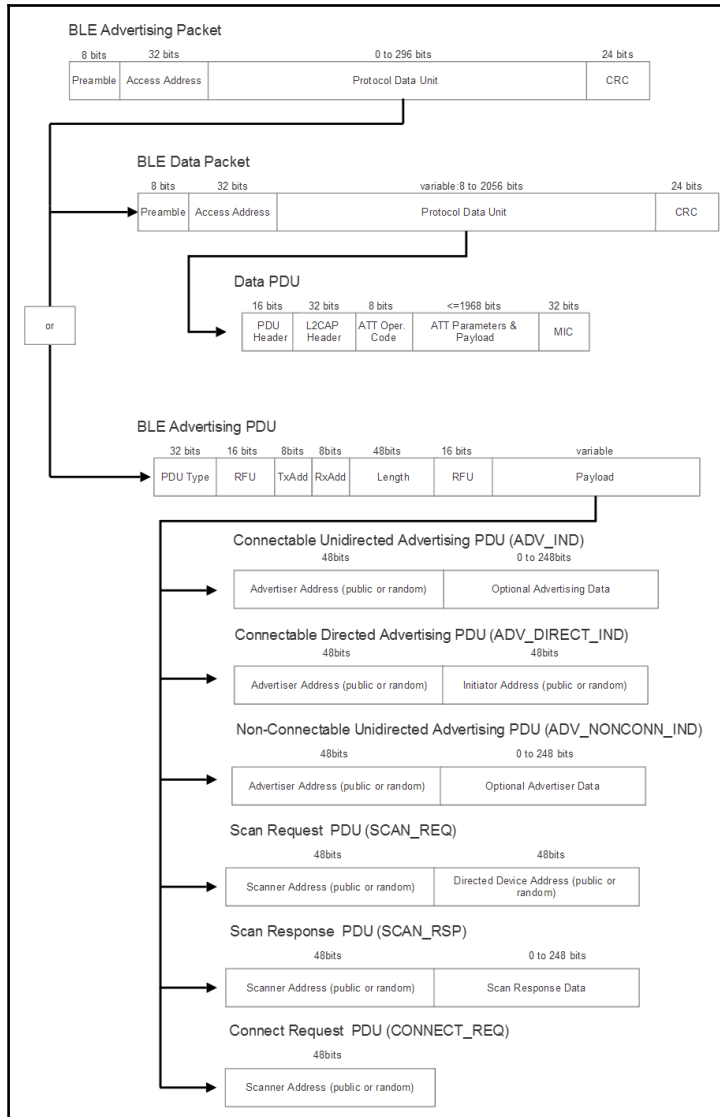 BLE Advertising Packet
8 bits 32 bits 0 to 296 bits 24 bits
Preamble Access Address Protocol Data Unit CRC
BLE Data Packet
8 bits 32 bits variable:8 to 2056 bits 24 bits
Preamble Access Address Protocol Data Unit CRC
Data PDU
16 bits 32 bits 8 bits <=1968 bits 32 bits
PDU L2CAP ATT Oper. ATT Parameters & MIC
Header Header Code Payload
or
BLE Advertising PDU
32 bits 16 bits 8bits 8bits 48bits 16 bits variable
PDU Type RFU TxAdd RxAdd Length RFU Payload
Connectable Unidirected Advertising PDU (ADV_IND)
48bits 0 to 248bits
Advertiser Address (public or random) Optional Advertising Data
Connectable Directed Advertising PDU (ADV_DIRECT_IND)
48bits 48bits
Advertiser Address (public or random) Initiator Address (public or random)
Non-Connectable Unidirected Advertising PDU (ADV_NONCONN_IND)
48bits 0 to 248 bits
Advertiser Address (public or random) Optional Advertiser Data
Scan Request PDU (SCAN_REQ)
48bits 48bits
Scanner Address (public or random) Directed Device Address (public or
random)
Scan Response PDU (SCAN_RSP)
48bits 0 to 248 bits
Scanner Address (public or random) Scan Response Data
Connect Request PDU (CONNECT_REQ)
48bits
Scanner Address (public or random)